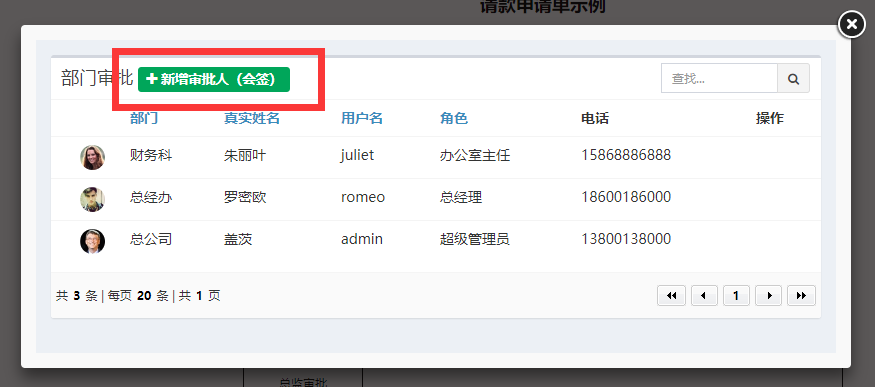 请款申请单示例
部门审批 新增审批人（会签） 查找...
部门 真实姓名 用户名 角色 电话 操作
财务科 朱丽叶 juliet 办公室主任 15868886888
总经办 罗密欧 romeo 总经理 18600186000
总公司 盖茨 admin 超级管理员 13800138000
共 3 条 | 每页 20 条 | 共 1 页 1
总监审批